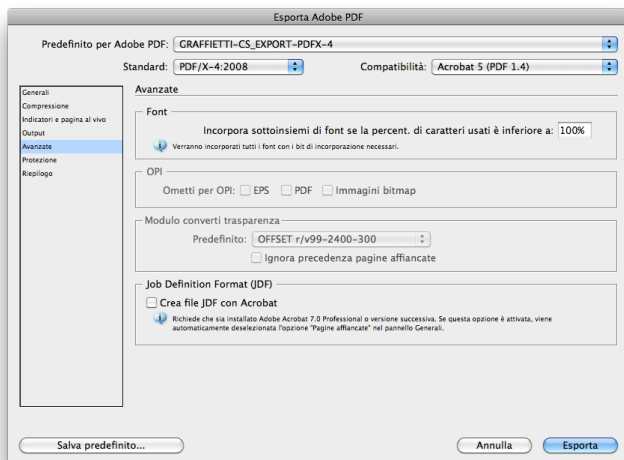 Esporta Adobe PDF
Predefinito per Adobe PDF: GRAFFIETTI-CS_EXPORT-PDFX-4
Standard: PDF/X-4:2008 Compatibilità: Acrobat 5 (PDF 1.4)
Generali
Compressione
Indicatori e pagina al vivo
Output
Avanzate
Protezione
Riepilogo
Avanzate
Font
Incorpora sottoinsiemi di font se la percent. di caratteri usati è inferiore a: 100%
Verranno incorporati tutti i font con i bit di incorporazione necessari.
OPI
Ometti per OPI: EPS PDF Immagini bitmap
Modulo converti trasparenza
Predefinito: OFFSET r/v99-2400-300
Ignora precedenza pagine affiancate
Job Definition Format (JDF)
Crea file JDF con Acrobat
Richiede che sia installato Adobe Acrobat 7.0 Professional o versione successiva. Se questa opzione è attivata, viene
automaticamente deselezionata l'opzione "Pagine affiancate" nel pannello Generali.
Salva predefinito... Annulla Esporta